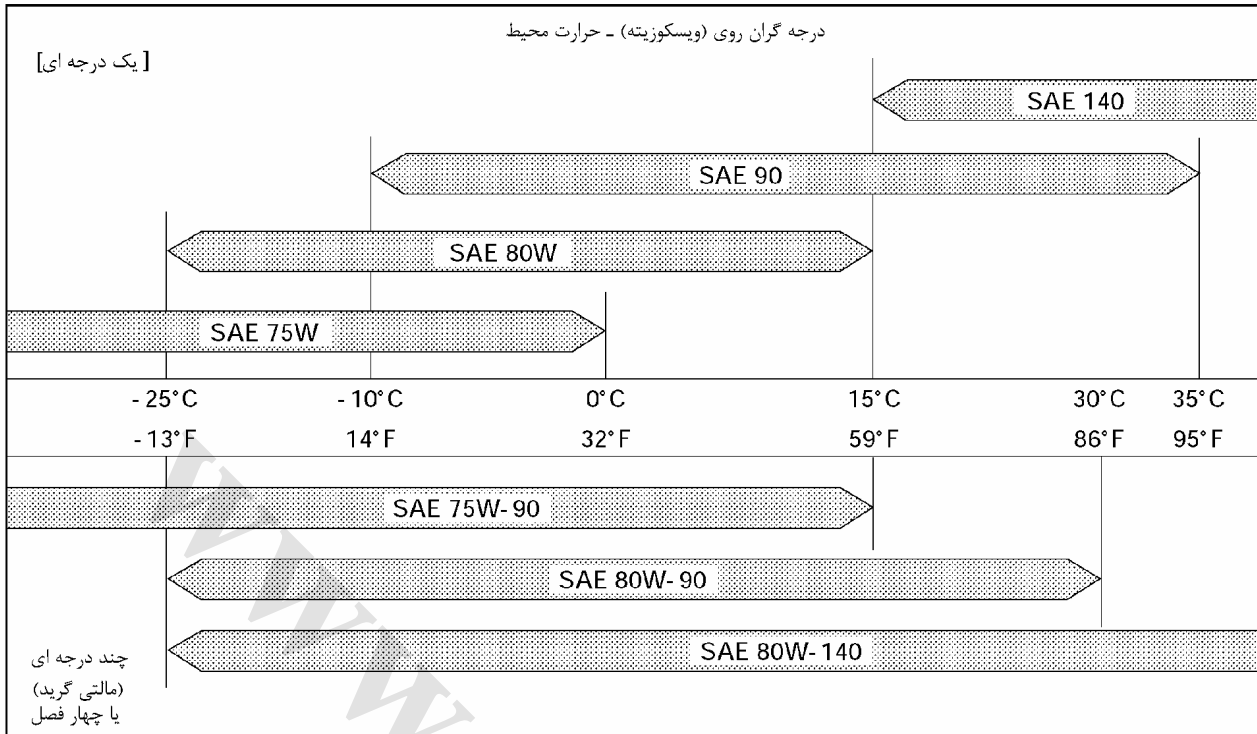 درجه گران روی (ویسکوزیته) ـ حرارت محیط
[یک درجه ای]
SAE 140
SAE 90
SAE 80W
SAE 75W
-25°C -10°C 0°C 15°C 30°C 35°C
-13°F 14°F 32°F 59°F 86°F 95°F
SAE 75W-90
SAE 80W-90
SAE 80W-140
چند درجه ای
(مالتی گرید)
یا چهار فصل
www